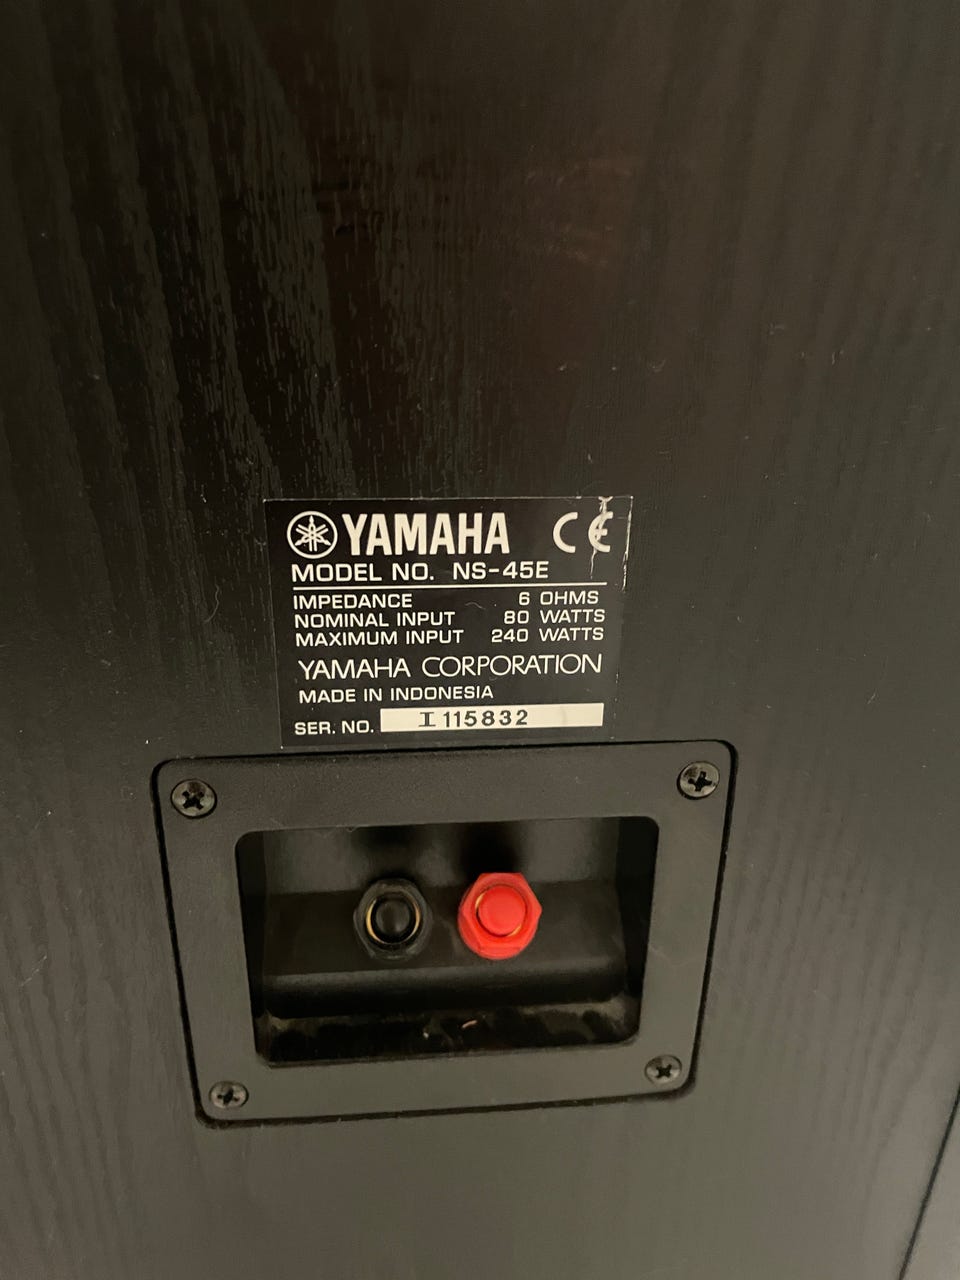 YAMAHA CE
MODEL NO. NS-45E
IMPEDANCE 6 OHMS
NOMINAL INPUT 80 WATTS
MAXIMUM INPUT 240 WATTS
YAMAHA CORPORATION
MADE IN INDONESIA
SER. NO. I 115832